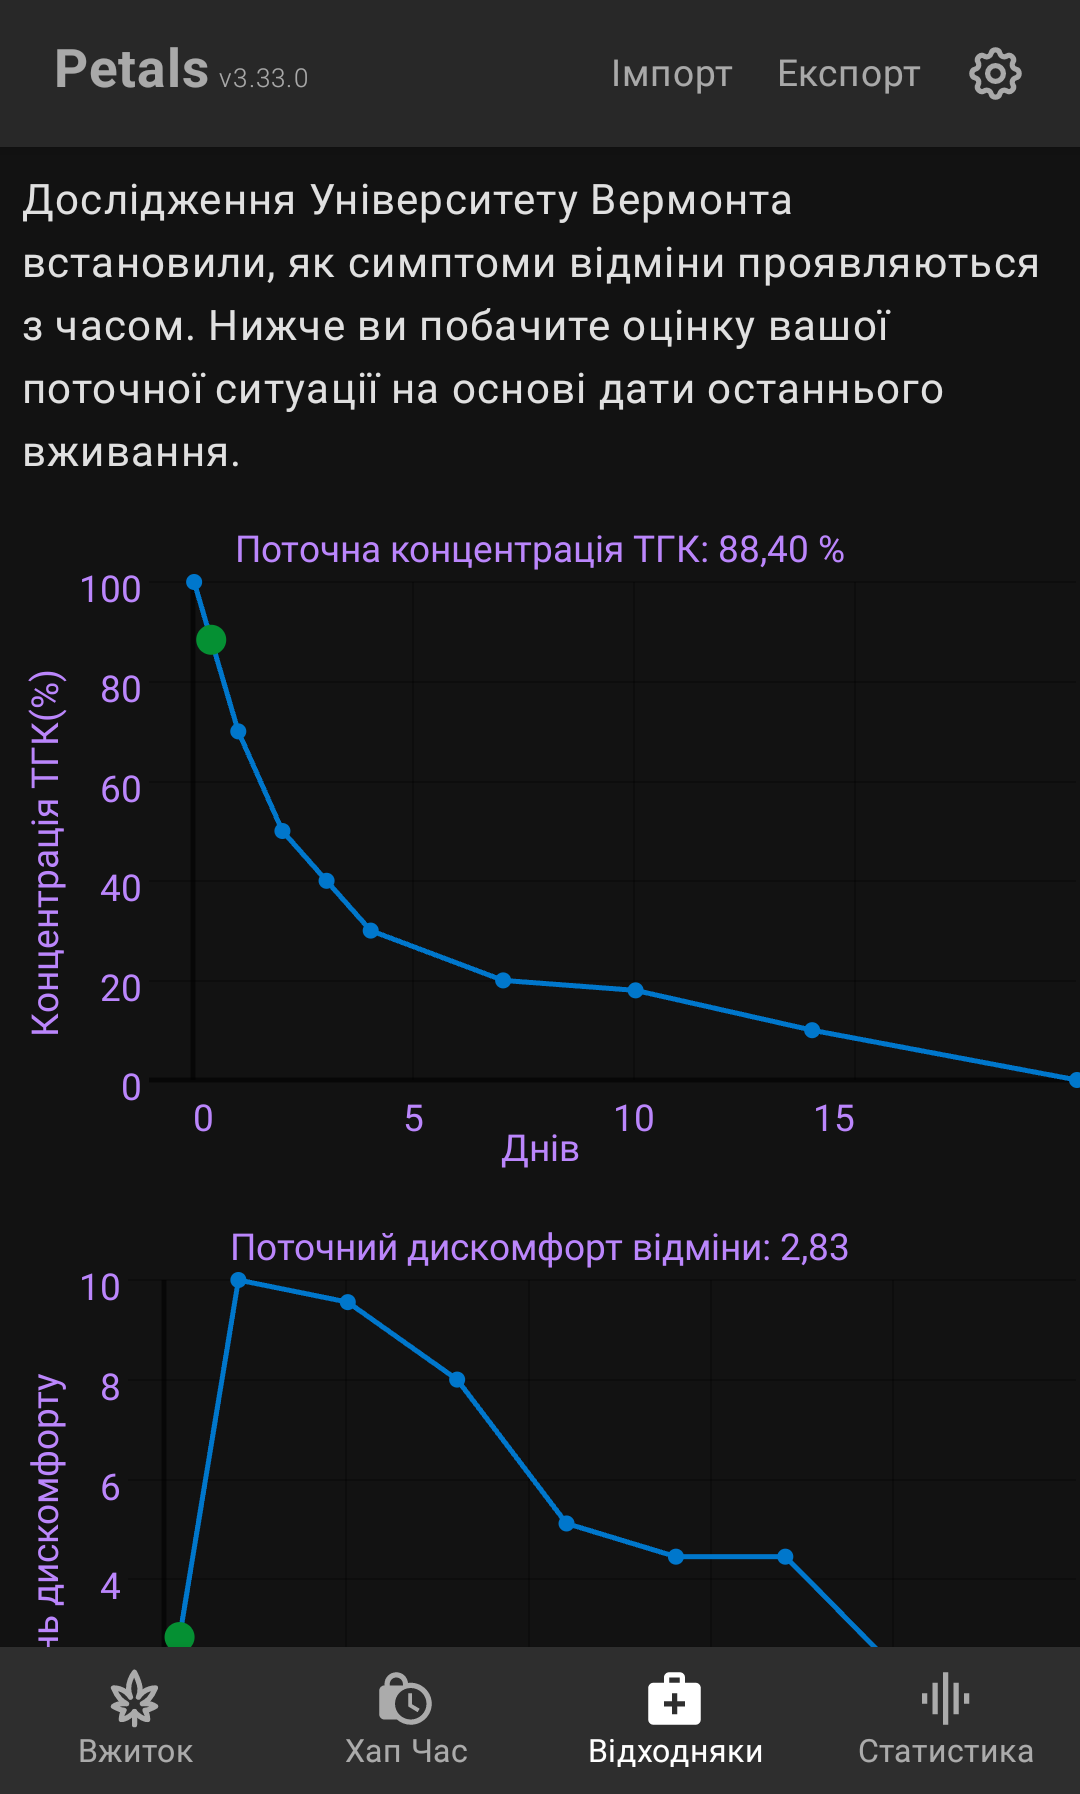 Petals v3.33.0
Імпорт
Експорт
Дослідження Університету Вермонта
встановили, як симптоми відміни проявляються
з часом. Нижче ви побачите оцінку вашої
поточної ситуації на основі дати останнього
вживання.
Поточна концентрація ТГК: 88,40 %
Концентрація ТГК(%)
100
80
60
40
20
0
0 5 10 15
Днів
Поточний дискомфорт відміни: 2,83
нь дискомфорту
10
8
6
4
Вжиток
Хап Час
Відходняки
Статистика